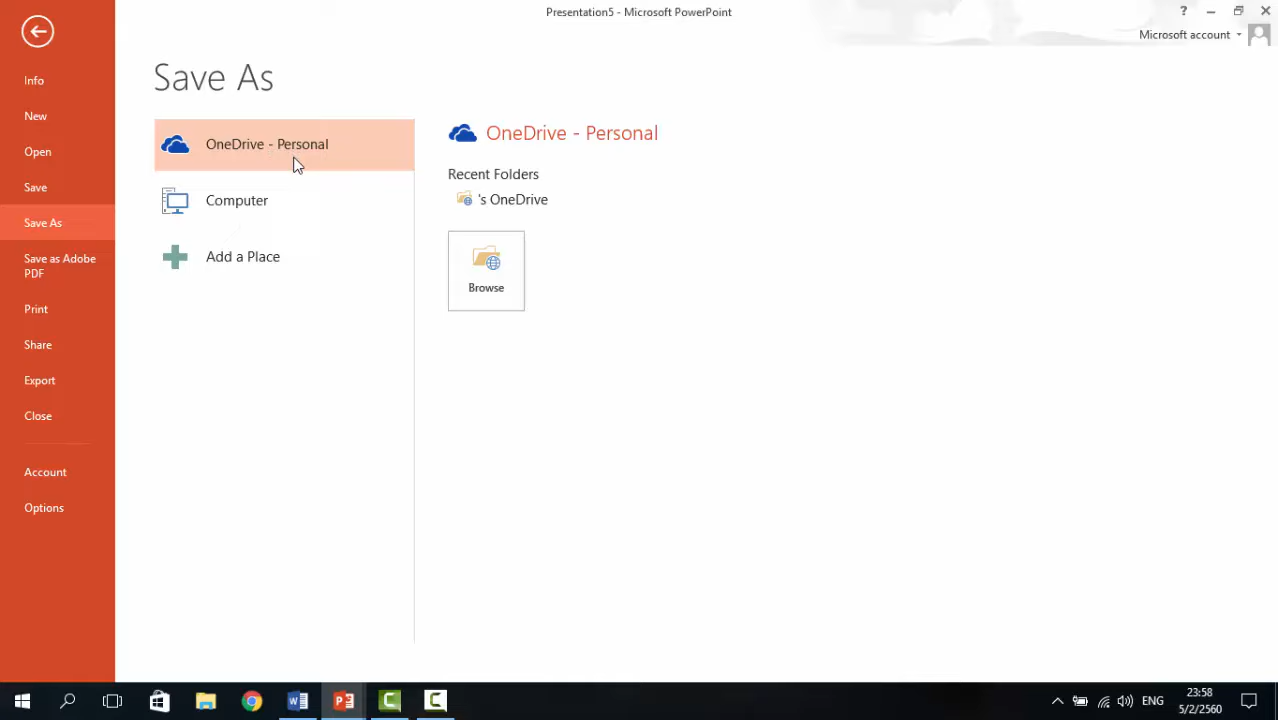 Presentation5 - Microsoft PowerPoint
?
Microsoft account
Info
New
Open
Save
Save As
Save as Adobe
PDF
Print
Share
Export
Close
Account
Options
Save As
OneDrive - Personal
Computer
Add a Place
OneDrive - Personal
Recent Folders
's OneDrive
Browse
ENG
23:58
5/2/2560